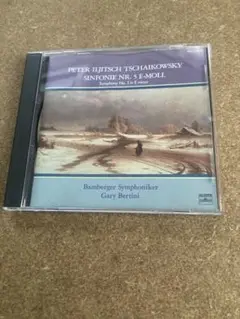 PETER ILJITSCH TSCHAIKOWSKY
SINFONIE NR. 5 E-MOLL
Symphony No. 5 in E minor
Bamberger Symphoniker
Gary Bertini